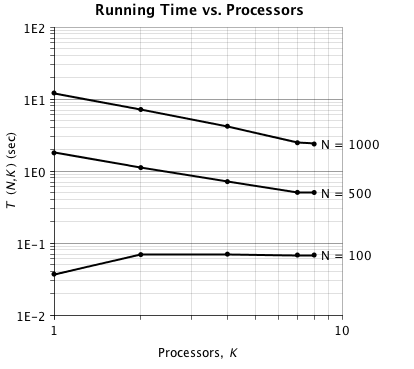 Running Time vs. Processors
1E2
1E1
1E0
1E−1
1E−2
T (N,K) (sec)
N = 1000
N = 500
N = 100
1
10
Processors, K